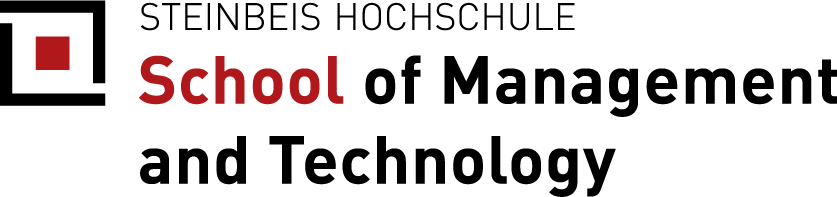 STEINBEIS HOCHSCHULE
School of Management
and Technology